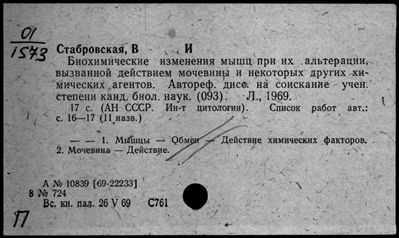 01
1573
Стабровская, В И
Биохимические изменения мышц при их альтерации,
вызванной действием мочевины и некоторых других хи-
мических агентов. Автореф. дисс. на соискание учен.
степени канд. биол. наук. (093). Л., 1969.
17 с. (АН СССР. Ин-т цитологии). Список работ авт.:
с. 16—17 (11 назв.)
— — 1. Мышцы — Обмен — Действие химических факторов.
2. Мочевина — Действие.
А № 10839 [69-22233]
8 № 724
Вс. кн. пал. 26 V 69 С761
П